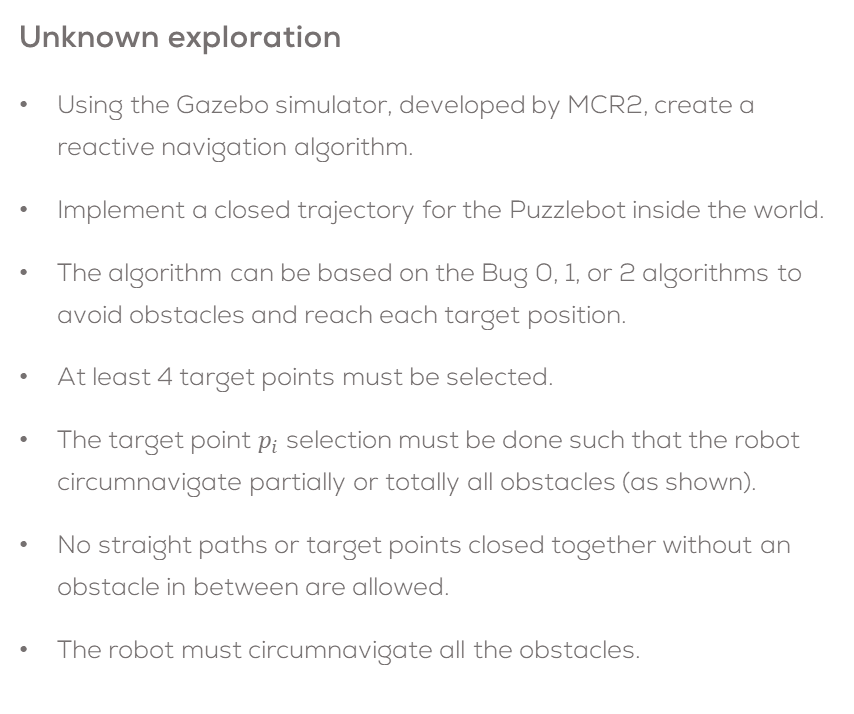 Unknown exploration
• Using the Gazebo simulator, developed by MCR2, create a
reactive navigation algorithm.
• Implement a closed trajectory for the Puzzlebot inside the world.
• The algorithm can be based on the Bug 0, 1, or 2 algorithms to
avoid obstacles and reach each target position.
• At least 4 target points must be selected.
• The target point pᵢ selection must be done such that the robot
circumnavigate partially or totally all obstacles (as shown).
• No straight paths or target points closed together without an
obstacle in between are allowed.
• The robot must circumnavigate all the obstacles.